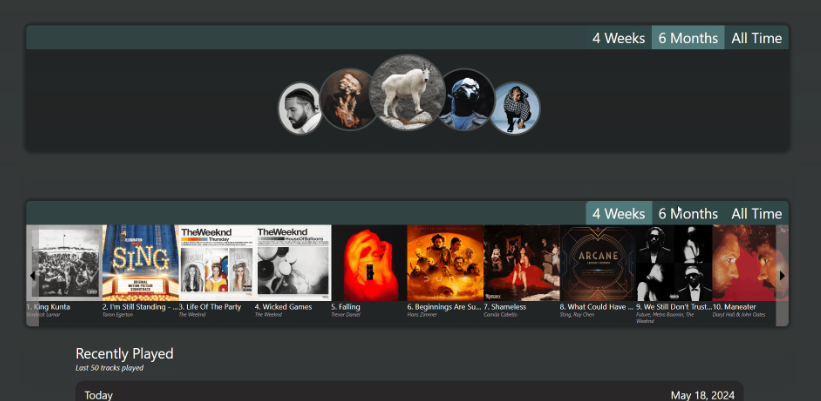 4 Weeks 6 Months All Time
4 Weeks 6 Months All Time
TheWeeknd TheWeeknd
Thursday HouseOfBalloons
SING
ORIGINAL
MOTION PICTURE
SOUNDTRACK
ARCANE
1. King Kunta 2. I'm Still Standing - ... 3. Life Of The Party 4. Wicked Games 5. Falling 6. Beginnings Are Su... 7. Shameless 8. What Could Have ... 9. We Still Don't Trust... 10. Maneater
Kendrick Lamar Taron Egerton The Weeknd The Weeknd Trevor Daniel Hans Zimmer Camila Cabello Sting, Ray Chen Future, Metro Boomin, The Weeknd Daryl Hall & John Oates
Recently Played
Last 50 tracks played
Today May 18, 2024